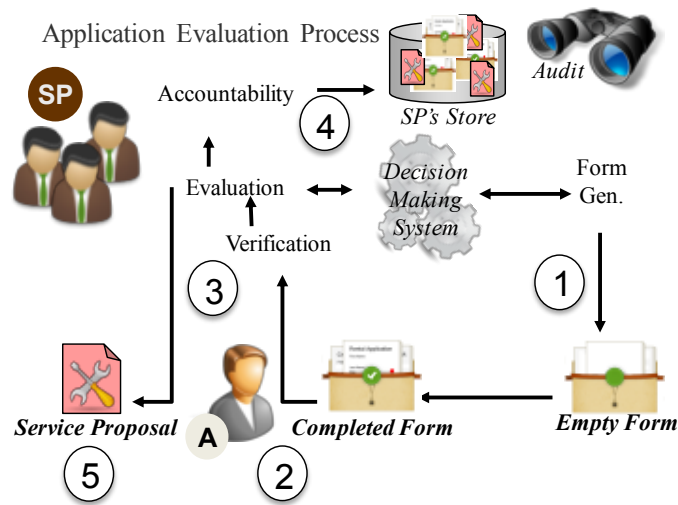 Application Evaluation Process
SP
Accountability
4
SP's Store
Audit
Evaluation
Decision
Making
System
Form
Gen.
Verification
3
1
Service Proposal
A
Completed Form
Empty Form
5
2